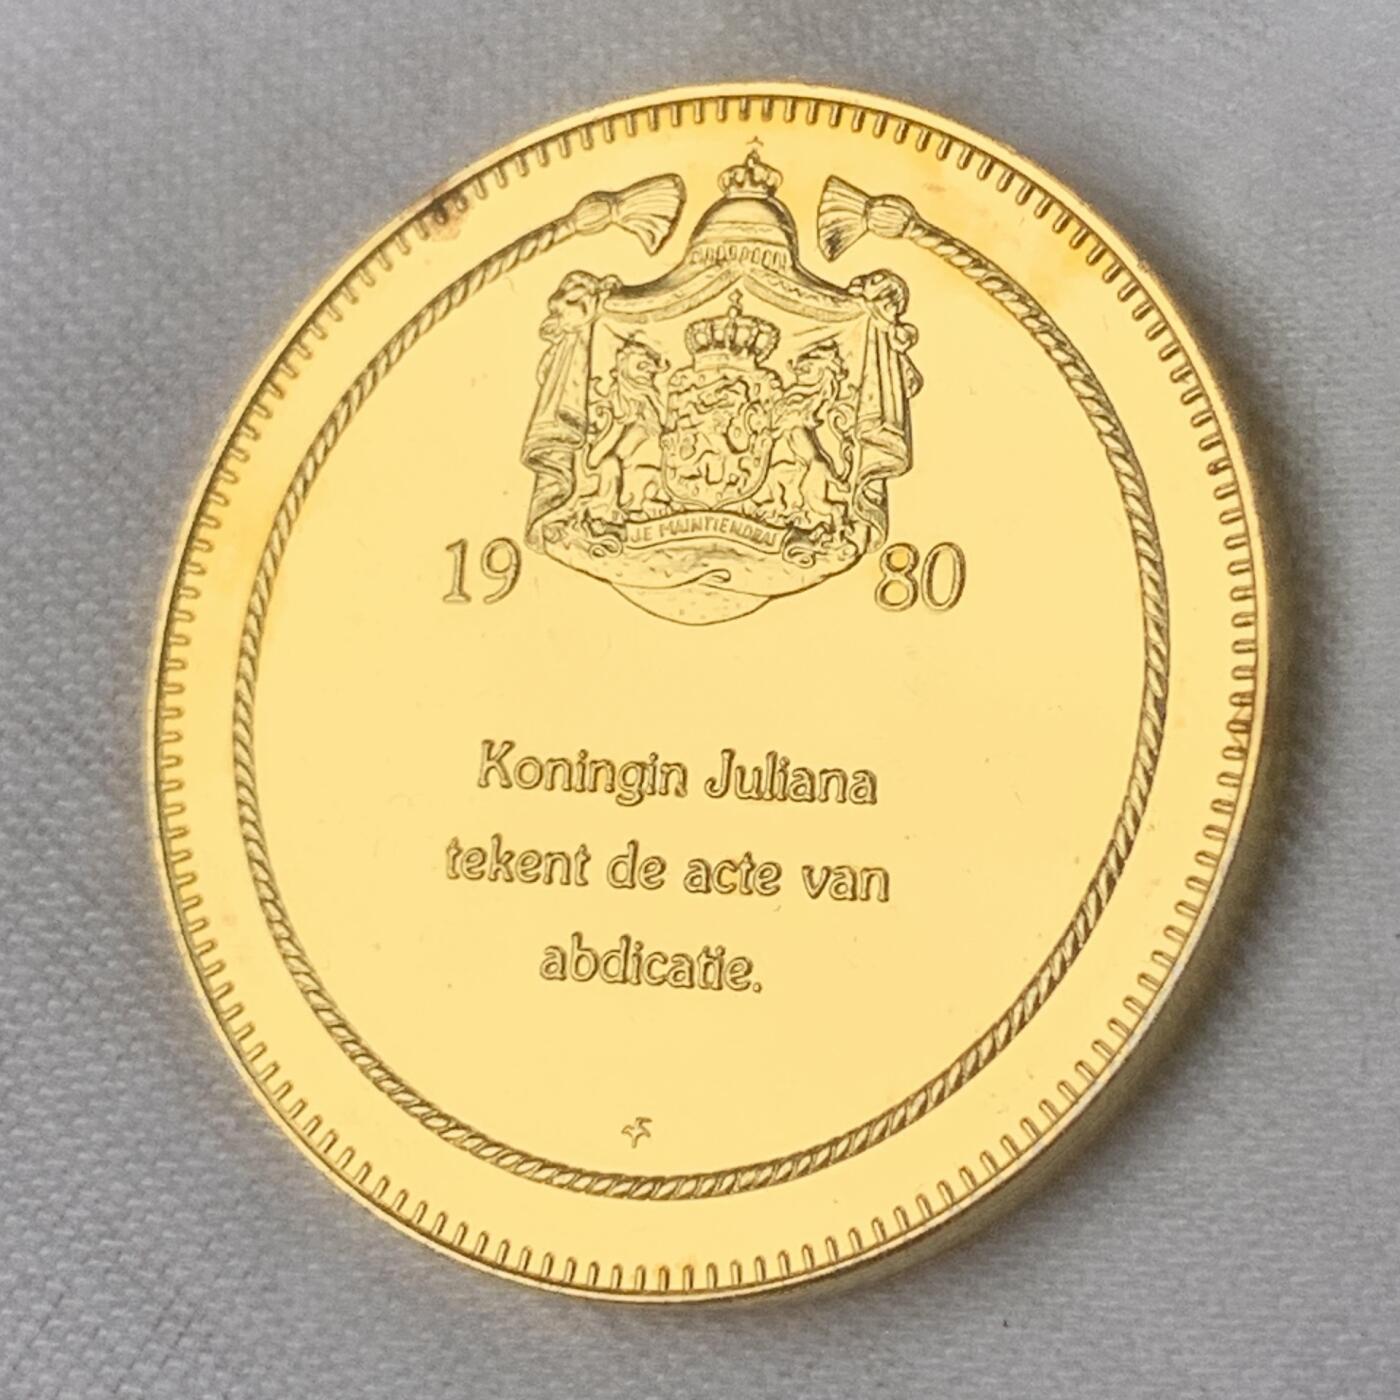 JE MAINTIENDRAI
19 80
Koningin Juliana
tekent de acte van
abdicatie.